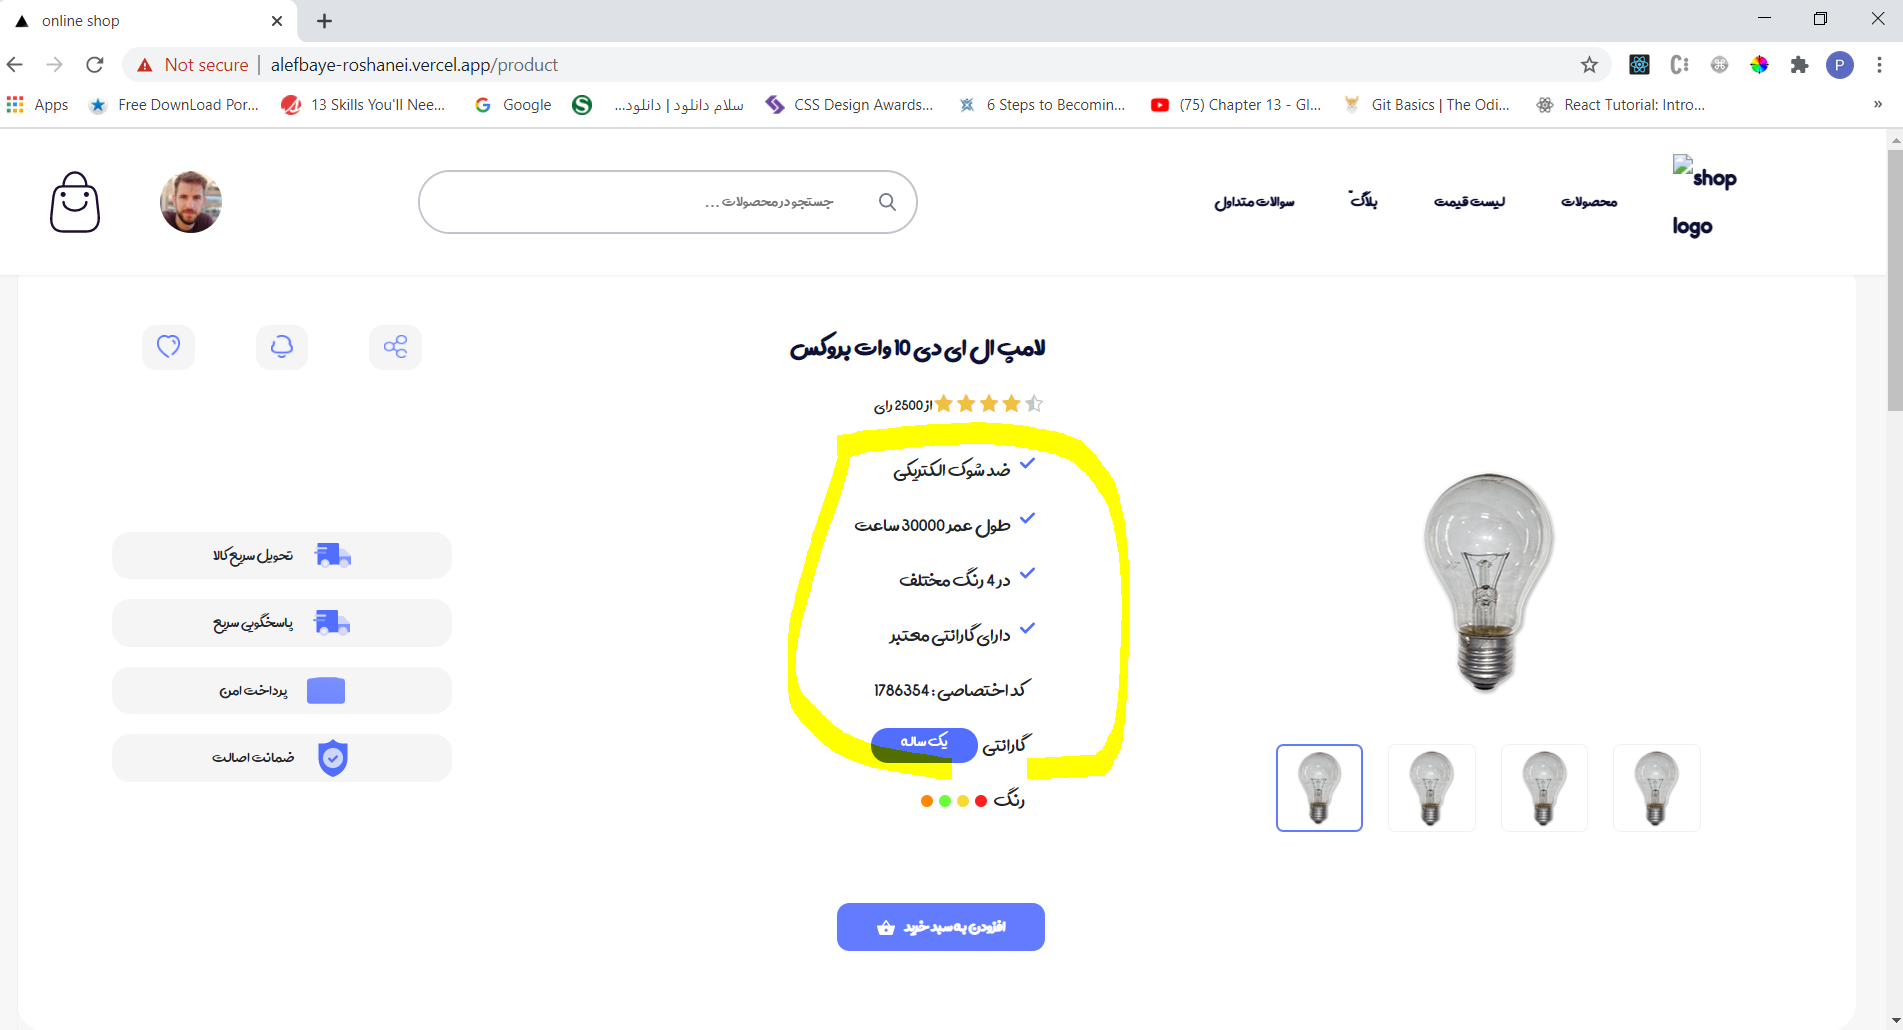 online shop
Not secure | alefbaye-roshanei.vercel.app/product
Apps
Free DownLoad Por...
13 Skills You'll Nee...
Google
سلام دانلود | دانلود...
CSS Design Awards...
6 Steps to Becomin...
(75) Chapter 13 - Gl...
Git Basics | The Odi...
React Tutorial: Intro...
»
P
shop
logo
محصولات
لیست قیمت
بلاگ
سوالات متداول
جستجو در محصولات ...
لامپ ال ای دی 10 وات بروکس
از 2500 رای
ضد شوک الکتریکی
طول عمر 30000 ساعت
در 4 رنگ مختلف
دارای گارانتی معتبر
کد اختصاصی : 1786354
گارانتی
یک ساله
رنگ
افزودن به سبد خرید
تحویل سریع کالا
پاسخگویی سریع
پرداخت امن
ضمانت اصالت